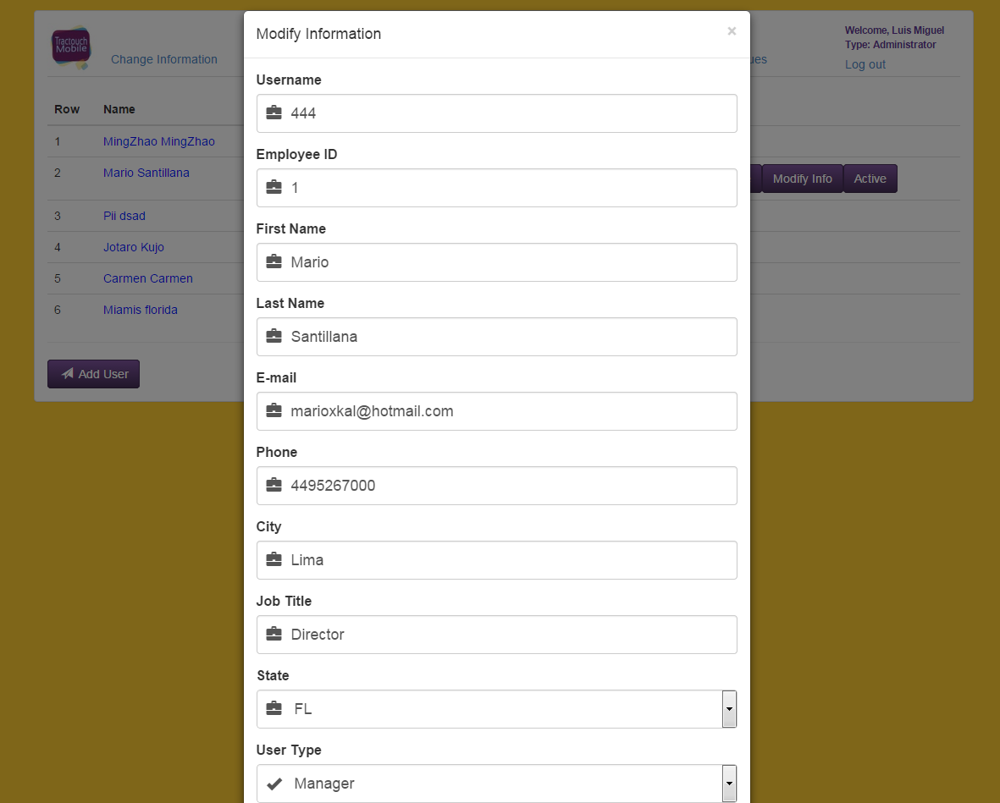 Tractpuch
Mobile
Change Information
ues
Welcome, Luis Miguel
Type: Administrator
Log out
Row Name
1 MingZhao MingZhao
2 Mario Santillana
Modify Info Active
3 Pii dsad
4 Jotaro Kujo
5 Carmen Carmen
6 Miamis florida
Add User
Modify Information ×
Username
444
Employee ID
1
First Name
Mario
Last Name
Santillana
E-mail
marioxkal@hotmail.com
Phone
4495267000
City
Lima
Job Title
Director
State
FL
User Type
Manager